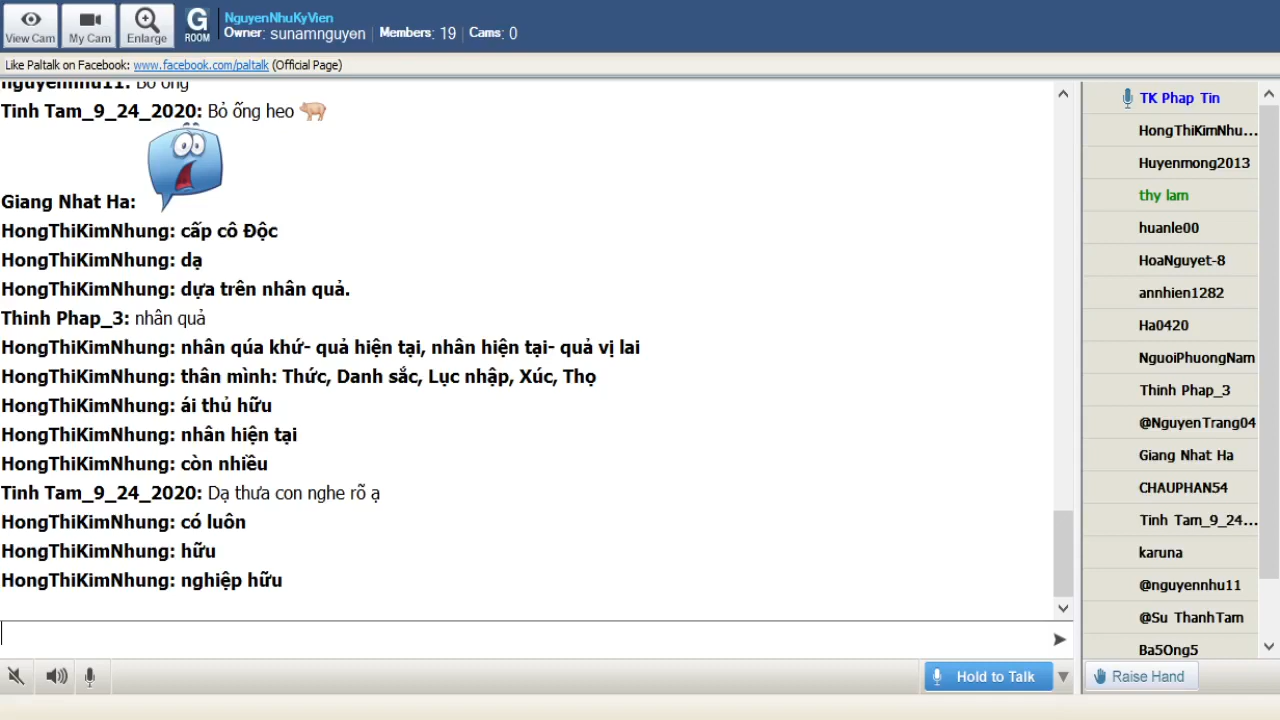 View Cam
My Cam
Enlarge
G
ROOM
NguyenNhuKyVien
Owner: sunamnguyen | Members: 19 | Cams: 0
Like Paltalk on Facebook: www.facebook.com/paltalk (Official Page)
nguyennhu11: Bỏ ống
Tinh Tam_9_24_2020: Bỏ ống heo
Giang Nhat Ha:
HongThiKimNhung: cấp cô Độc
HongThiKimNhung: dạ
HongThiKimNhung: dựa trên nhân quả.
Thinh Phap_3: nhân quả
HongThiKimNhung: nhân qúa khứ- quả hiện tại, nhân hiện tại- quả vị lai
HongThiKimNhung: thân mình: Thức, Danh sắc, Lục nhập, Xúc, Thọ
HongThiKimNhung: ái thủ hữu
HongThiKimNhung: nhân hiện tại
HongThiKimNhung: còn nhiều
Tinh Tam_9_24_2020: Dạ thưa con nghe rõ ạ
HongThiKimNhung: có luôn
HongThiKimNhung: hữu
HongThiKimNhung: nghiệp hữu
Hold to Talk
TK Phap Tin
HongThiKimNhu...
Huyenmong2013
thy lam
huanle00
HoaNguyet-8
annhien1282
Ha0420
NguoiPhuongNam
Thinh Phap_3
@NguyenTrang04
Giang Nhat Ha
CHAUPHAN54
Tinh Tam_9_24...
karuna
@nguyennhu11
@Su ThanhTam
Ba5Ong5
Raise Hand